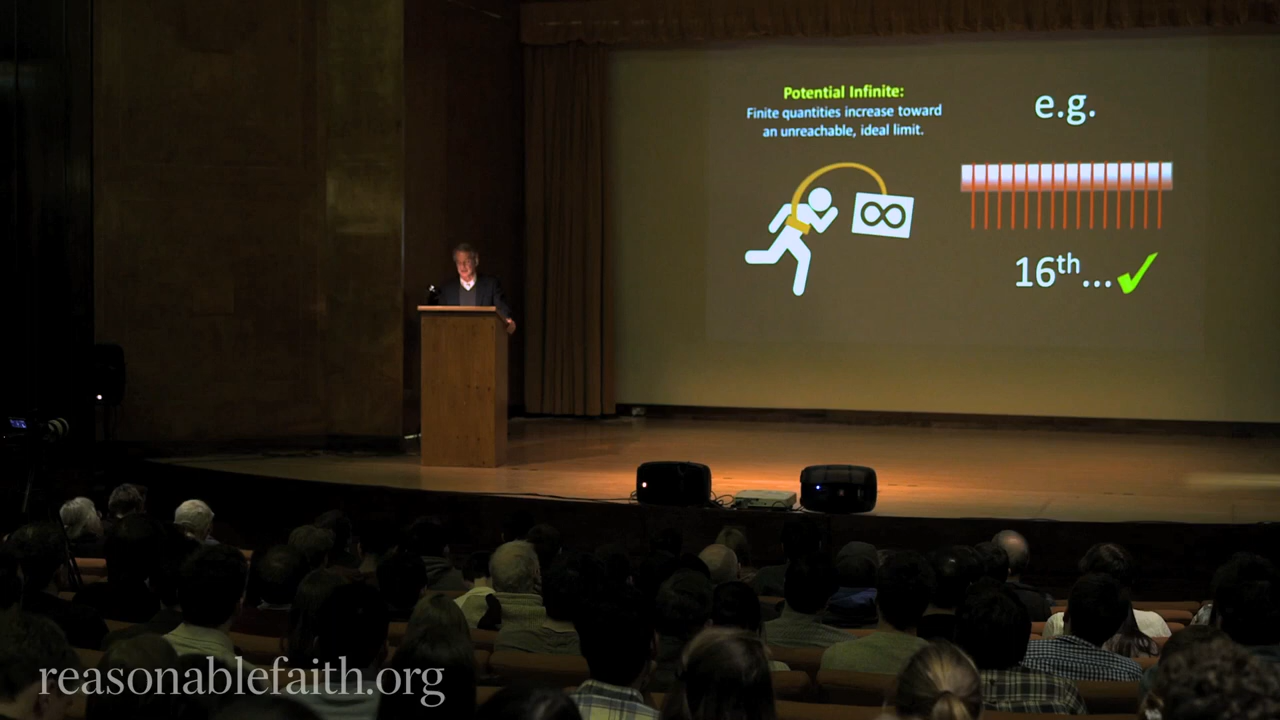 Potential Infinite:
Finite quantities increase toward
an unreachable, ideal limit.
e.g.
∞
16th...✓
reasonablefaith.org